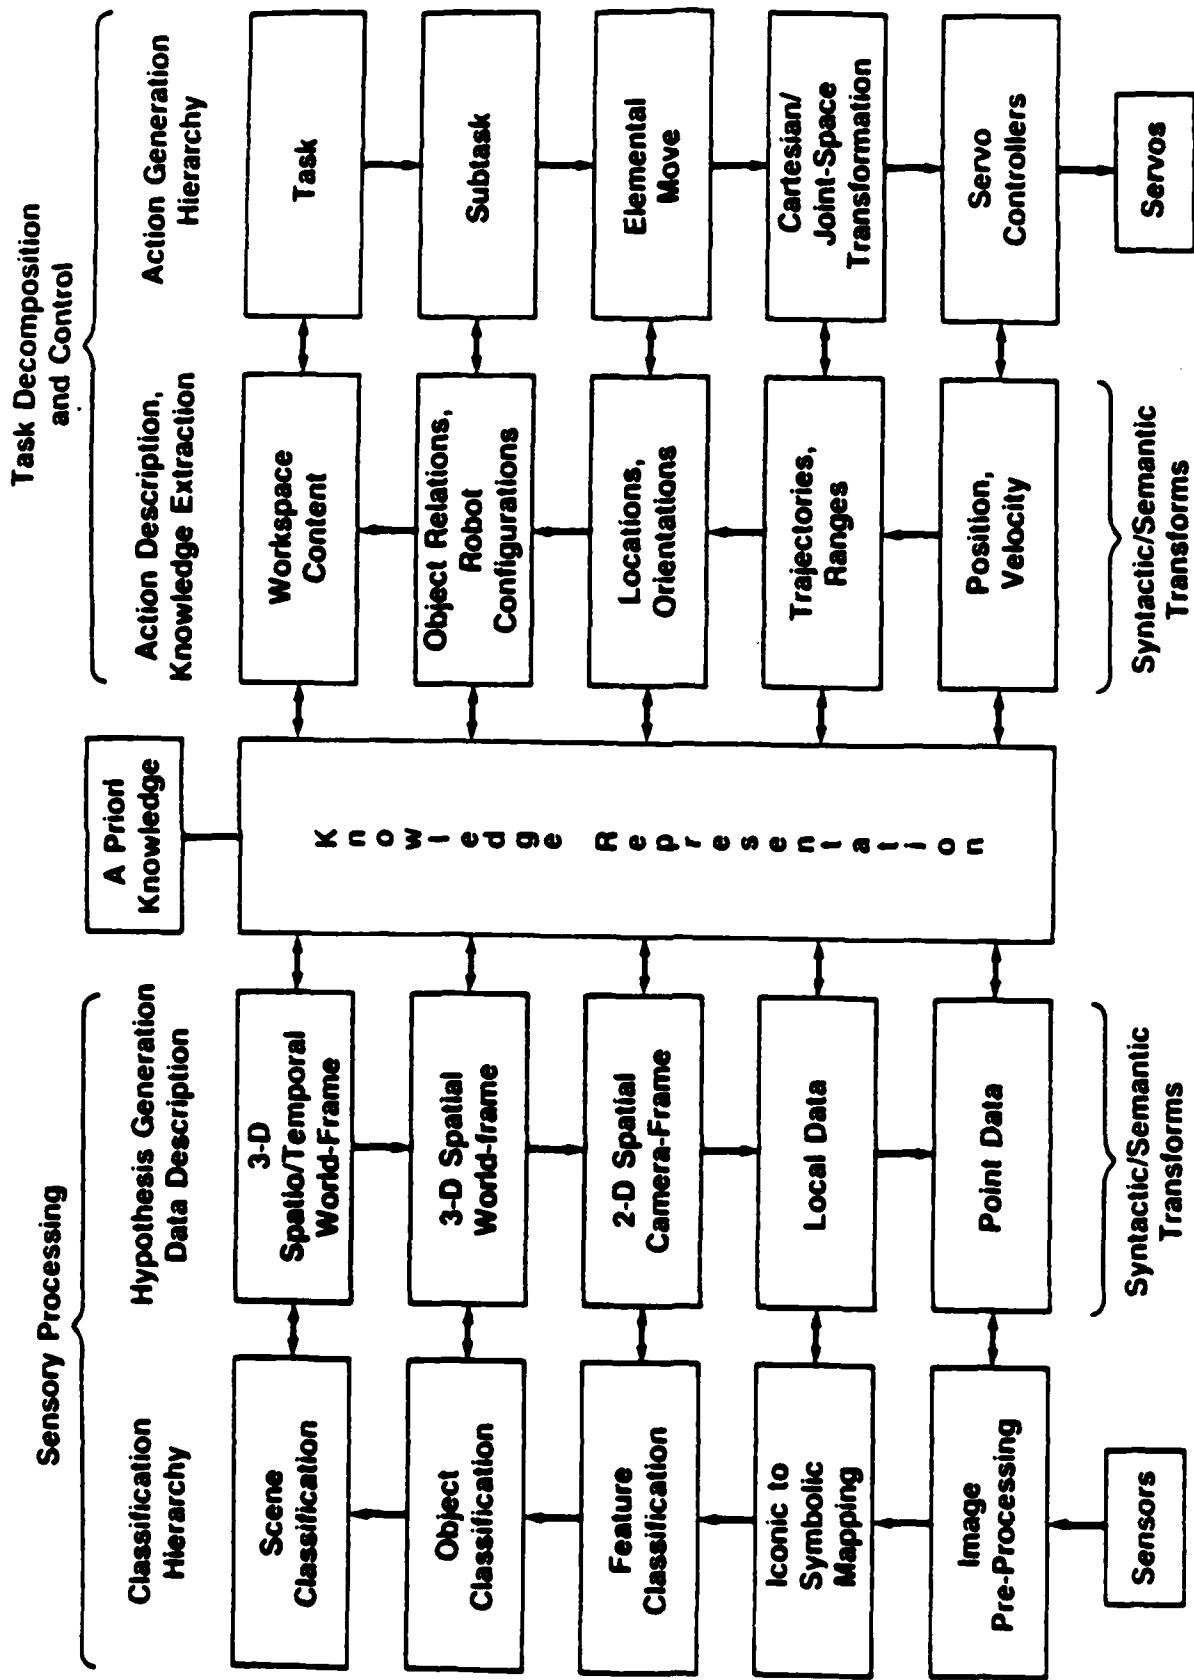 Sensory Processing
Task Decomposition
and Control
Classification
Hierarchy
Hypothesis Generation
Data Description
A Priori
Knowledge
Action Description,
Knowledge Extraction
Action Generation
Hierarchy
Scene
Classification
3-D
Spatio/Temporal
World-Frame
Workspace
Content
Task
Object
Classification
3-D Spatial
World-frame
Object Relations,
Robot
Configurations
Subtask
Feature
Classification
2-D Spatial
Camera-Frame
Knowledge Representation
Locations,
Orientations
Elemental
Move
Iconic to
Symbolic
Mapping
Local Data
Trajectories,
Ranges
Cartesian/
Joint-Space
Transformation
Image
Pre-Processing
Point Data
Position,
Velocity
Servo
Controllers
Sensors
Syntactic/Semantic
Transforms
Syntactic/Semantic
Transforms
Servos